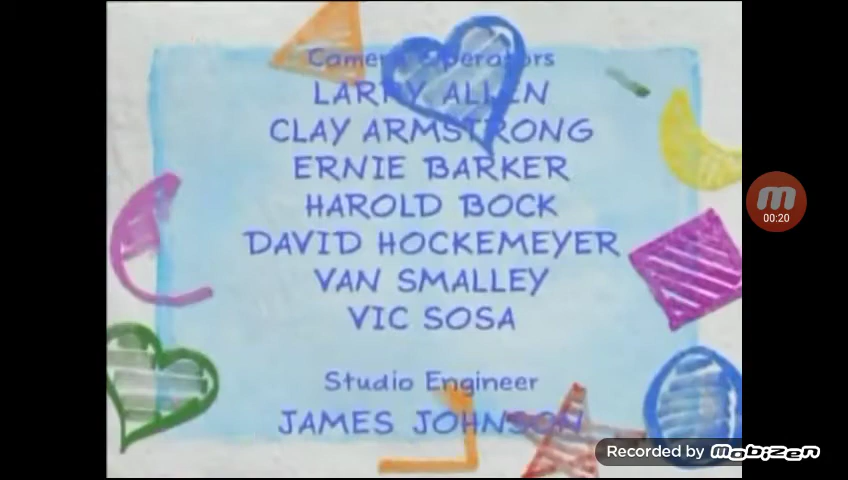 Camera Operators
LARRY ALLEN
CLAY ARMSTRONG
ERNIE BARKER
HAROLD BOCK
DAVID HOCKEMEYER
VAN SMALLEY
VIC SOSA
Studio Engineer
JAMES JOHNSON
00:20
Recorded by Mobizen